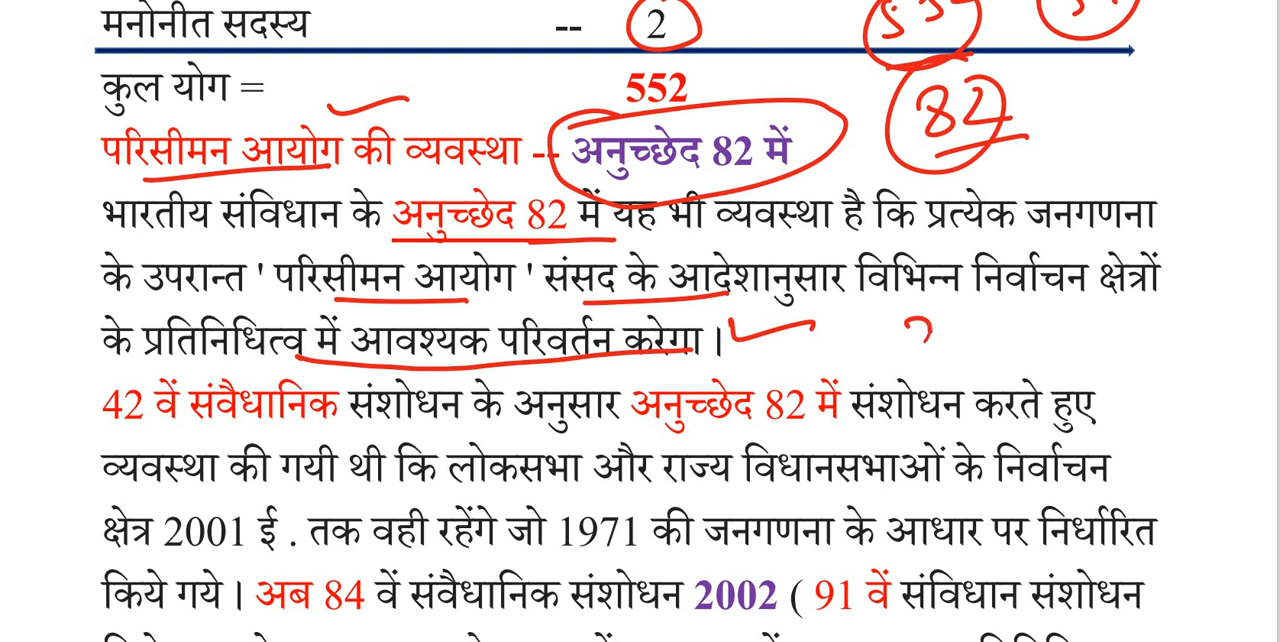 मनोनीत सदस्य -- 2
कुल योग = 552
82
परिसीमन आयोग की व्यवस्था -- अनुच्छेद 82 में
भारतीय संविधान के अनुच्छेद 82 में यह भी व्यवस्था है कि प्रत्येक जनगणना
के उपरान्त ' परिसीमन आयोग ' संसद के आदेशानुसार विभिन्न निर्वाचन क्षेत्रों
के प्रतिनिधित्व में आवश्यक परिवर्तन करेगा ।
42 वें संवैधानिक संशोधन के अनुसार अनुच्छेद 82 में संशोधन करते हुए
व्यवस्था की गयी थी कि लोकसभा और राज्य विधानसभाओं के निर्वाचन
क्षेत्र 2001 ई . तक वही रहेंगे जो 1971 की जनगणना के आधार पर निर्धारित
किये गये । अब 84 वें संवैधानिक संशोधन 2002 ( 91 वें संविधान संशोधन